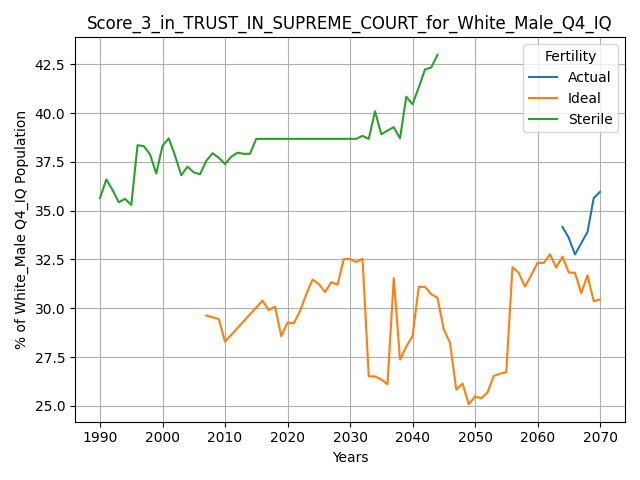 Score_3_in_TRUST_IN_SUPREME_COURT_for_White_Male_Q4_IQ
% of White_Male Q4_IQ Population
42.5
40.0
37.5
35.0
32.5
30.0
27.5
25.0
Fertility
Actual
Ideal
Sterile
1990 2000 2010 2020 2030 2040 2050 2060 2070
Years